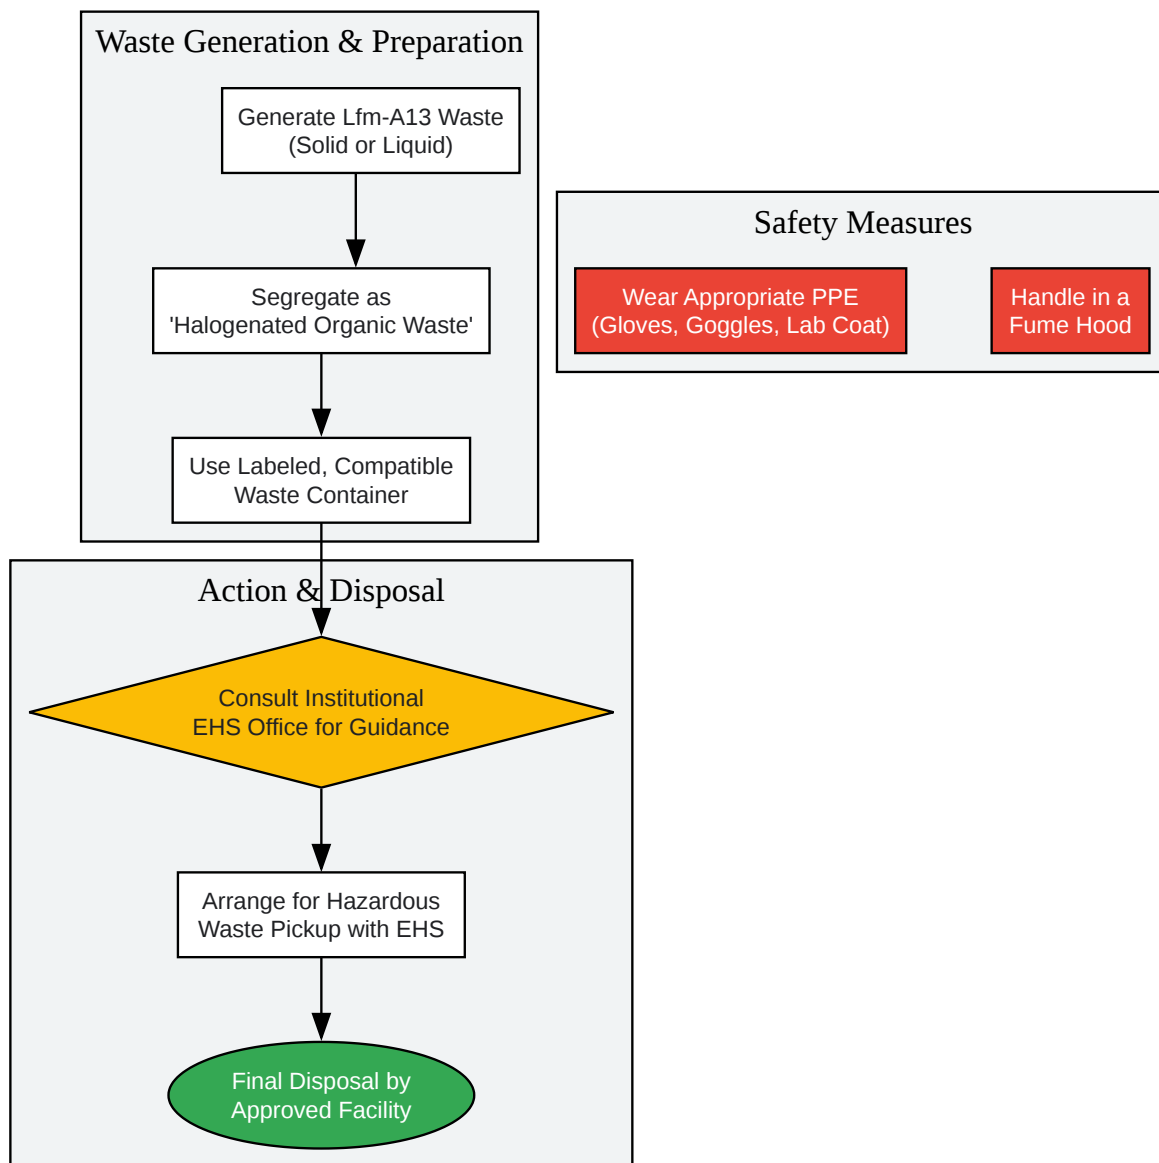 Waste Generation & Preparation
Generate Lfm-A13 Waste
(Solid or Liquid)
Segregate as
'Halogenated Organic Waste'
Use Labeled, Compatible
Waste Container
Safety Measures
Wear Appropriate PPE
(Gloves, Goggles, Lab Coat)
Handle in a
Fume Hood
Action & Disposal
Consult Institutional
EHS Office for Guidance
Arrange for Hazardous
Waste Pickup with EHS
Final Disposal by
Approved Facility